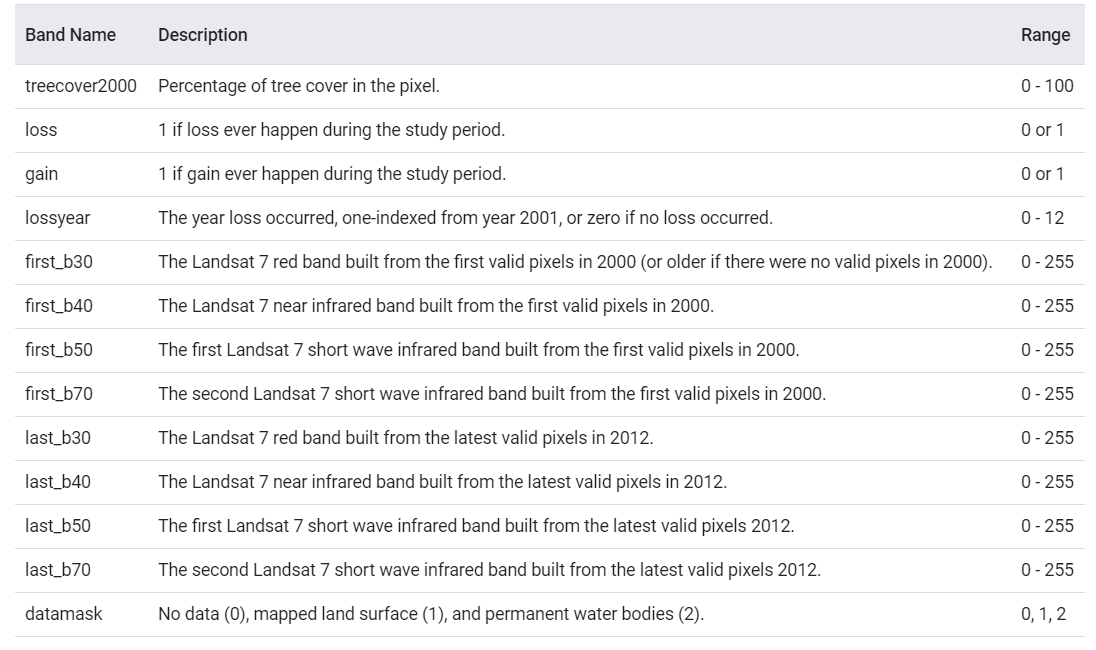 Band Name Description Range
treecover2000 Percentage of tree cover in the pixel. 0 - 100
loss 1 if loss ever happen during the study period. 0 or 1
gain 1 if gain ever happen during the study period. 0 or 1
lossyear The year loss occurred, one-indexed from year 2001, or zero if no loss occurred. 0 - 12
first_b30 The Landsat 7 red band built from the first valid pixels in 2000 (or older if there were no valid pixels in 2000). 0 - 255
first_b40 The Landsat 7 near infrared band built from the first valid pixels in 2000. 0 - 255
first_b50 The first Landsat 7 short wave infrared band built from the first valid pixels in 2000. 0 - 255
first_b70 The second Landsat 7 short wave infrared band built from the first valid pixels in 2000. 0 - 255
last_b30 The Landsat 7 red band built from the latest valid pixels in 2012. 0 - 255
last_b40 The Landsat 7 near infrared band built from the latest valid pixels in 2012. 0 - 255
last_b50 The first Landsat 7 short wave infrared band built from the latest valid pixels 2012. 0 - 255
last_b70 The second Landsat 7 short wave infrared band built from the latest valid pixels 2012. 0 - 255
datamask No data (0), mapped land surface (1), and permanent water bodies (2). 0, 1, 2